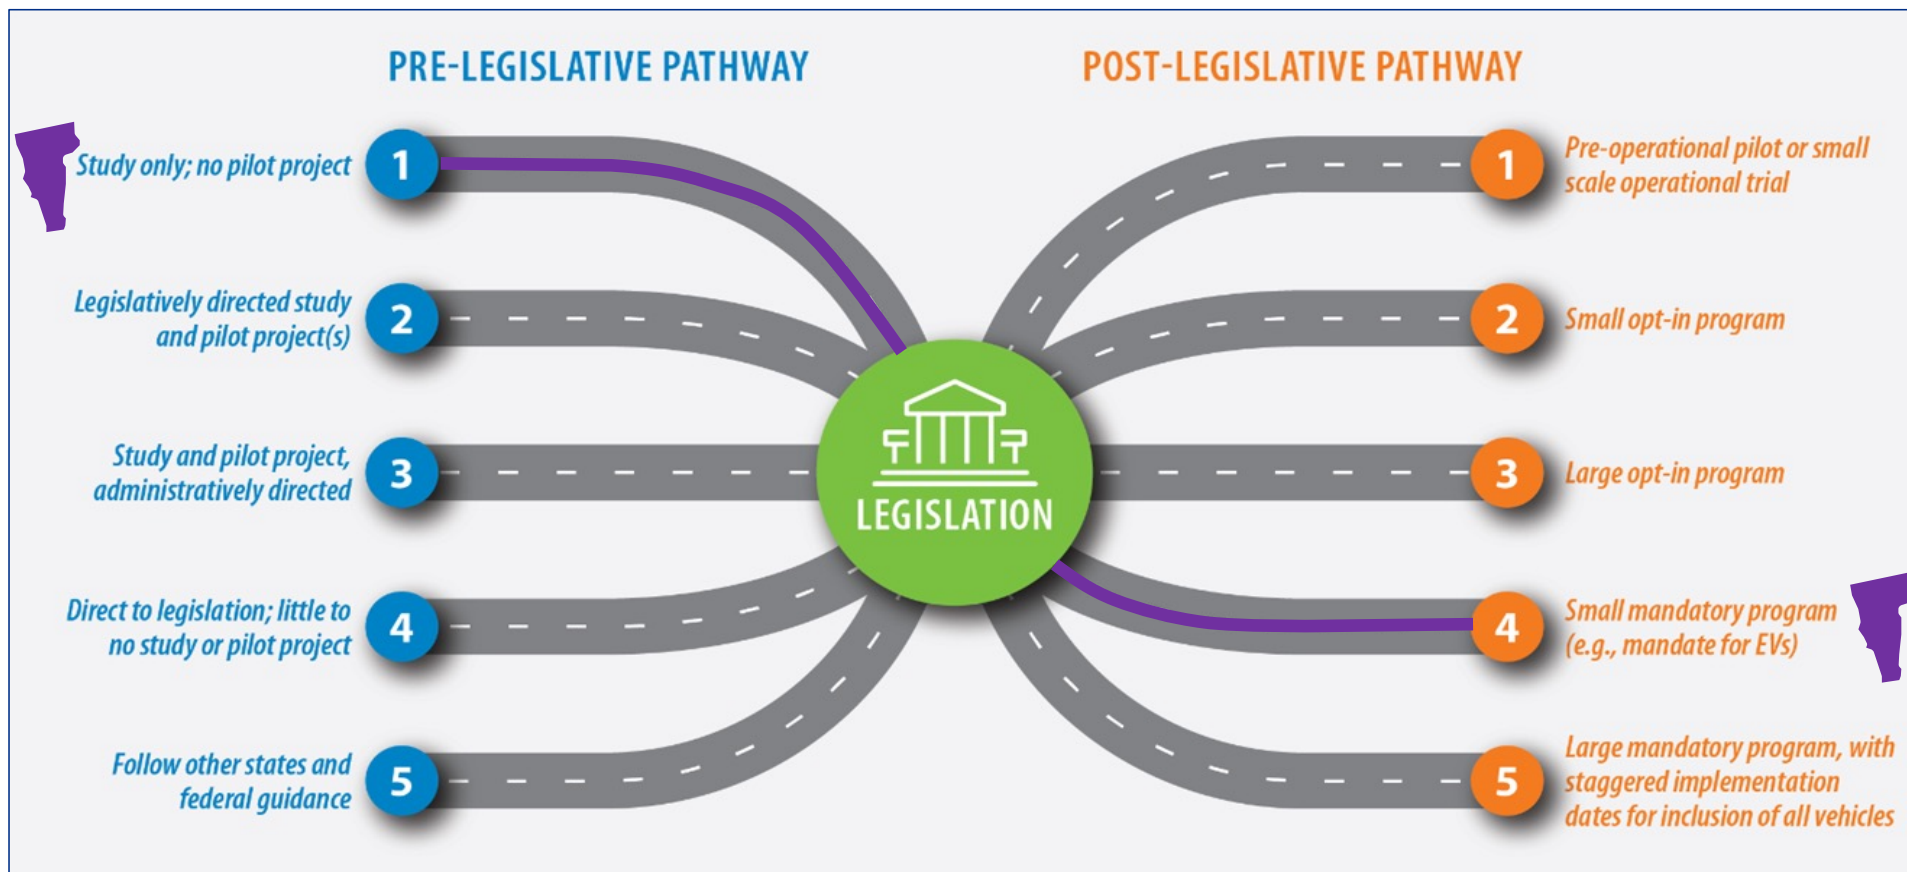 PRE-LEGISLATIVE PATHWAY
1
Study only; no pilot project
2
Legislatively directed study
and pilot project(s)
3
Study and pilot project,
administratively directed
4
Direct to legislation; little to
no study or pilot project
5
Follow other states and
federal guidance
LEGISLATION
POST-LEGISLATIVE PATHWAY
1
Pre-operational pilot or small
scale operational trial
2
Small opt-in program
3
Large opt-in program
4
Small mandatory program
(e.g., mandate for EVs)
5
Large mandatory program, with
staggered implementation
dates for inclusion of all vehicles